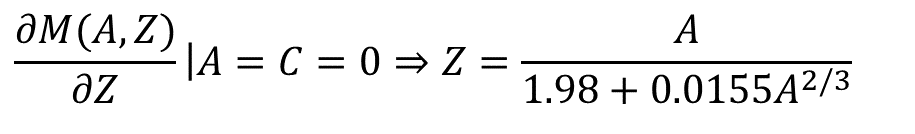 ∂M(A,Z)/∂Z |A = C = 0 ⇒ Z = A/(1.98 + 0.0155A^{2/3})